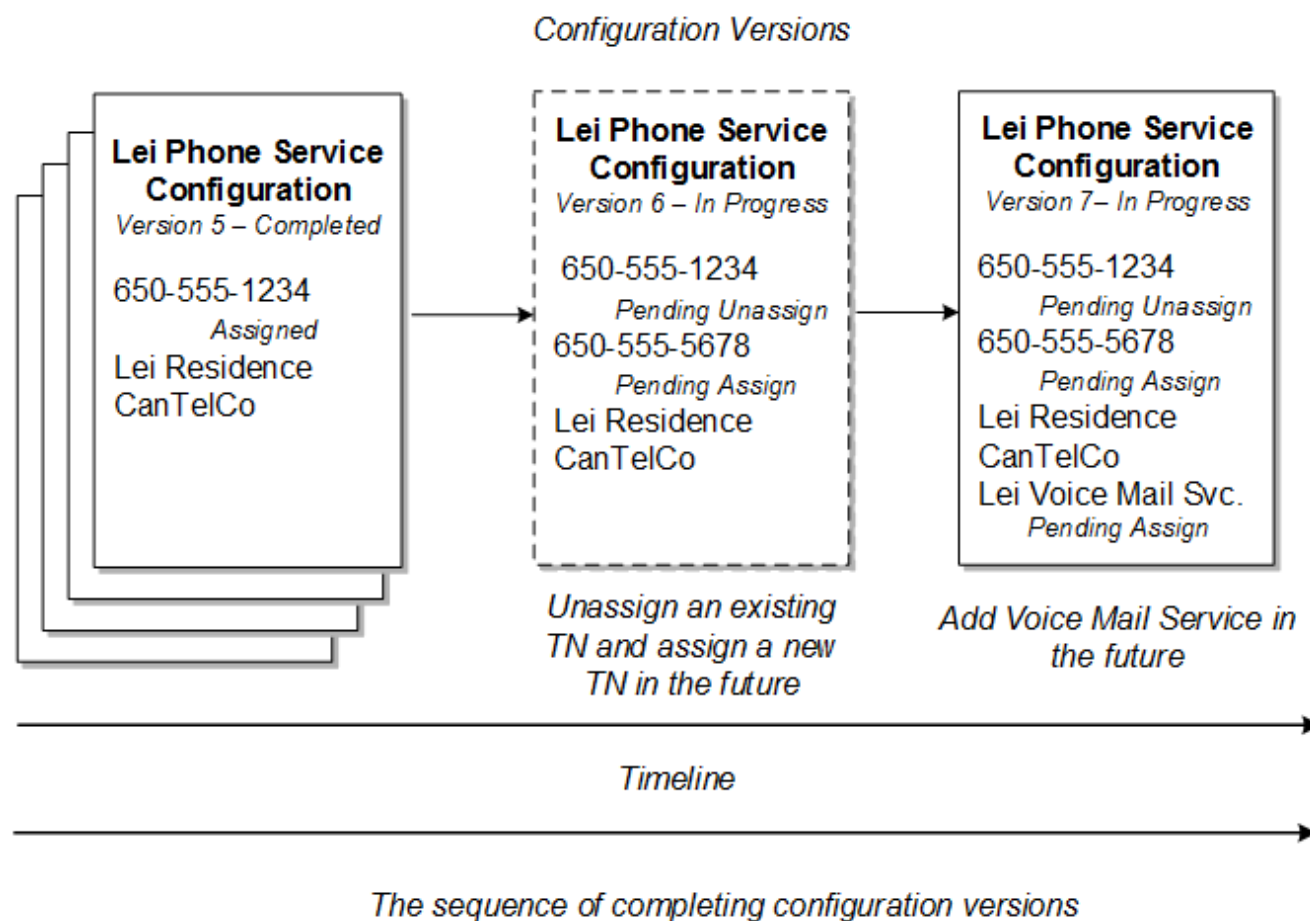 Configuration Versions
Lei Phone Service
Configuration
Version 5 – Completed
650-555-1234
Assigned
Lei Residence
CanTelCo
Lei Phone Service
Configuration
Version 6 – In Progress
650-555-1234
Pending Unassign
650-555-5678
Pending Assign
Lei Residence
CanTelCo
Unassign an existing
TN and assign a new
TN in the future
Lei Phone Service
Configuration
Version 7– In Progress
650-555-1234
Pending Unassign
650-555-5678
Pending Assign
Lei Residence
CanTelCo
Lei Voice Mail Svc.
Pending Assign
Add Voice Mail Service in
the future
Timeline
The sequence of completing configuration versions